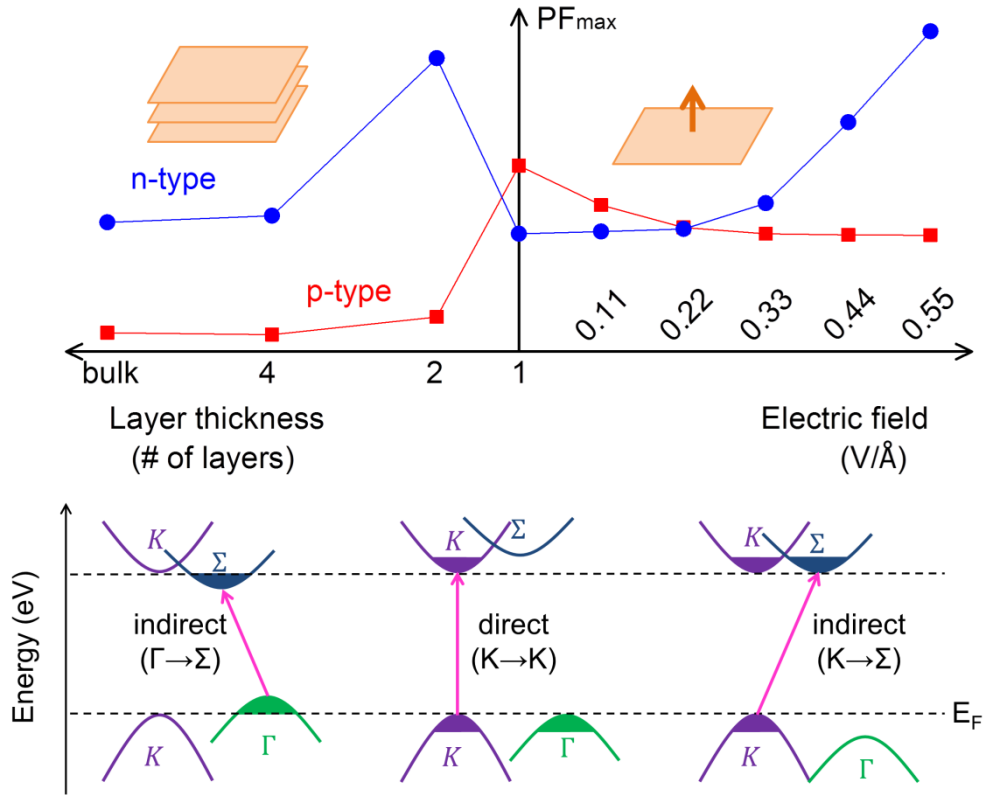 PFmax
n-type
p-type
0.11
0.22
0.33
0.44
0.55
bulk
4
2
1
Layer thickness
(# of layers)
Electric field
(V/Å)
Energy (eV)
K
Σ
K
Σ
K
Σ
indirect
(Γ→Σ)
direct
(K→K)
indirect
(K→Σ)
E_F
K
Γ
K
Γ
K
Γ